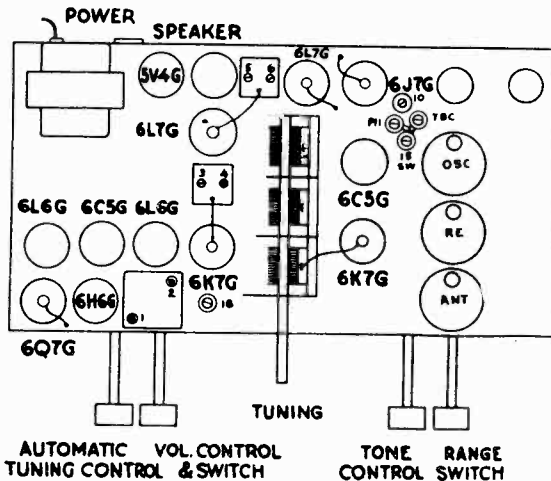 POWER
SPEAKER
5V4G
5 6
6L7G
6J7G
10
PII
TBC
15
SW
6L7G
3 4
6C5G
OSC
6L6G
6C5G
6L6G
6K7G
6K7G
RE
6H6G
2
1
16
ANT
6Q7G
TUNING
AUTOMATIC
TUNING CONTROL
VOL. CONTROL
& SWITCH
TONE
CONTROL
RANGE
SWITCH